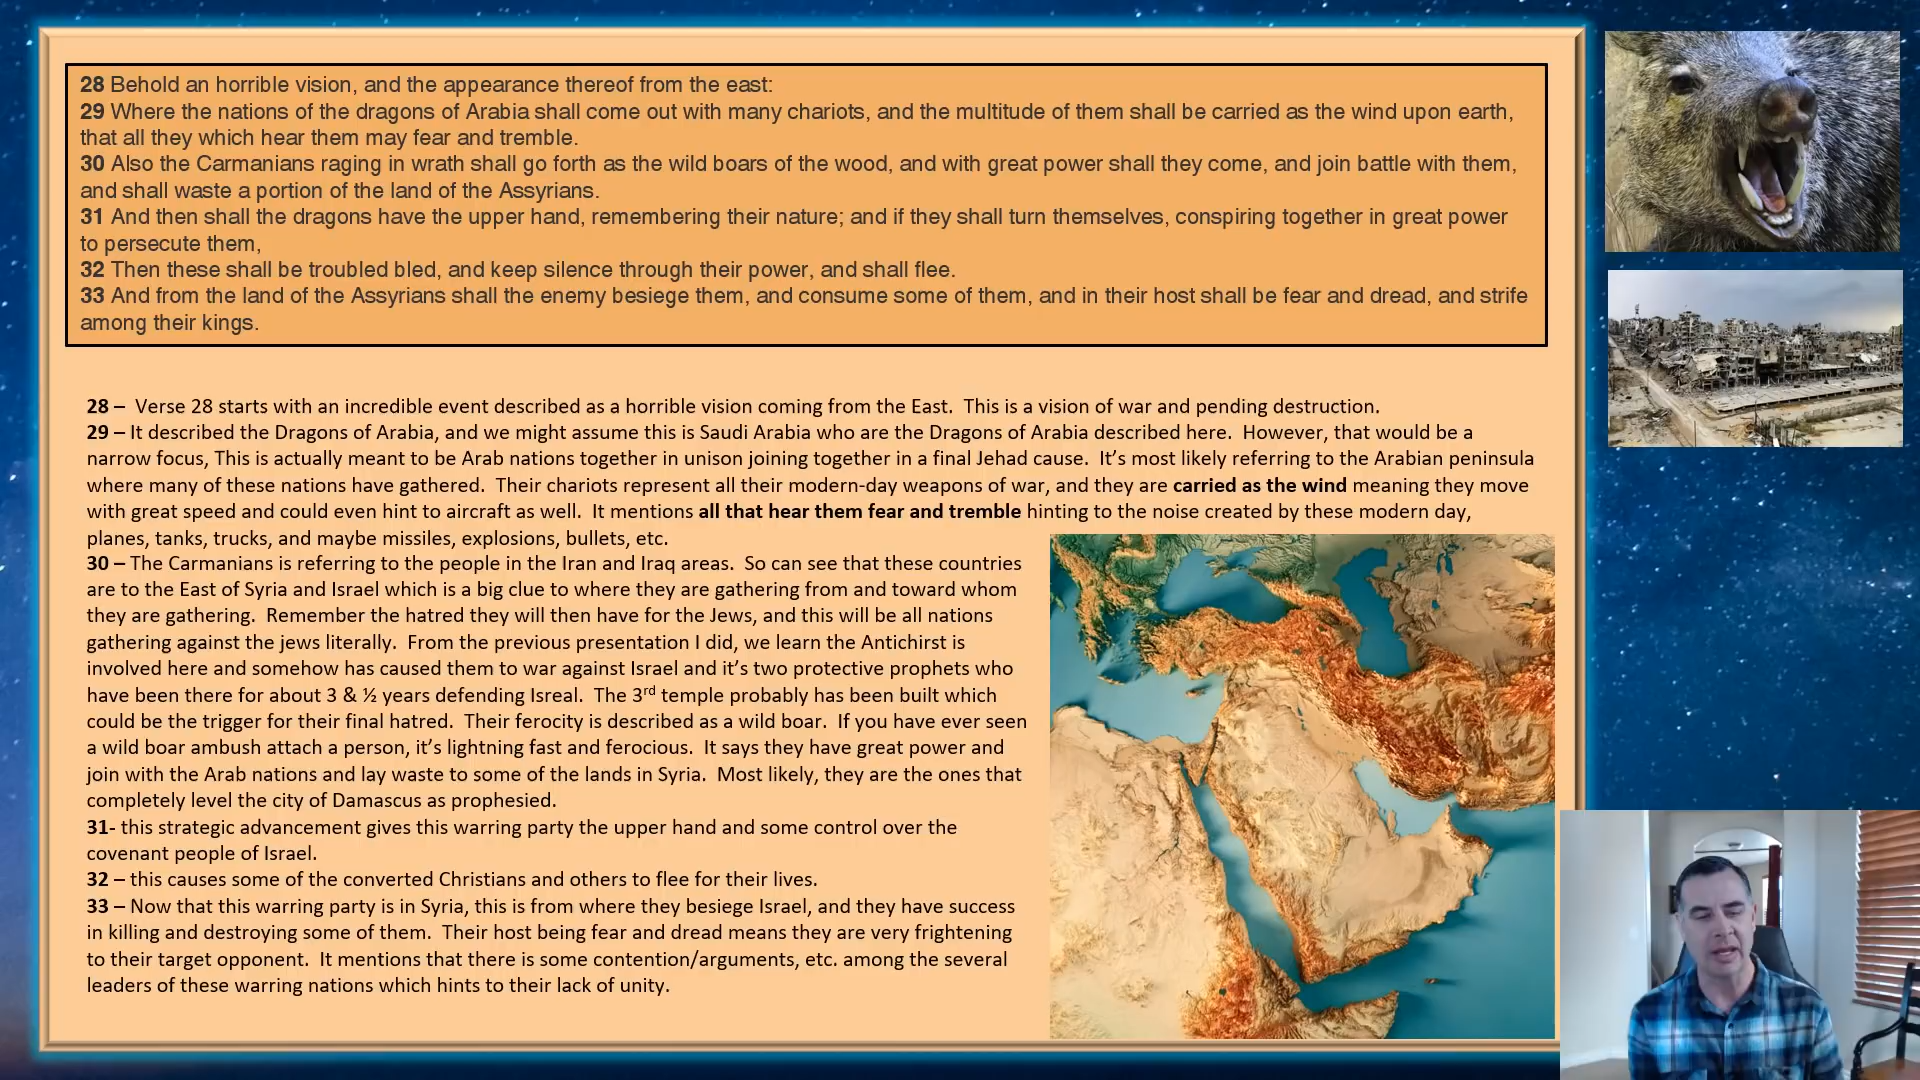 28 Behold an horrible vision, and the appearance thereof from the east:
29 Where the nations of the dragons of Arabia shall come out with many chariots, and the multitude of them shall be carried as the wind upon earth,
that all they which hear them may fear and tremble.
30 Also the Carmanians raging in wrath shall go forth as the wild boars of the wood, and with great power shall they come, and join battle with them,
and shall waste a portion of the land of the Assyrians.
31 And then shall the dragons have the upper hand, remembering their nature; and if they shall turn themselves, conspiring together in great power
to persecute them,
32 Then these shall be troubled bled, and keep silence through their power, and shall flee.
33 And from the land of the Assyrians shall the enemy besiege them, and consume some of them, and in their host shall be fear and dread, and strife
among their kings.
28 – Verse 28 starts with an incredible event described as a horrible vision coming from the East. This is a vision of war and pending destruction.
29 – It described the Dragons of Arabia, and we might assume this is Saudi Arabia who are the Dragons of Arabia described here. However, that would be a
narrow focus, This is actually meant to be Arab nations together in unison joining together in a final Jehad cause. It's most likely referring to the Arabian peninsula
where many of these nations have gathered. Their chariots represent all their modern-day weapons of war, and they are carried as the wind meaning they move
with great speed and could even hint to aircraft as well. It mentions all that hear them fear and tremble hinting to the noise created by these modern day,
planes, tanks, trucks, and maybe missiles, explosions, bullets, etc.
30 – The Carmanians is referring to the people in the Iran and Iraq areas. So can see that these countries
are to the East of Syria and Israel which is a big clue to where they are gathering from and toward whom
they are gathering. Remember the hatred they will then have for the Jews, and this will be all nations
gathering against the jews literally. From the previous presentation I did, we learn the Antichirst is
involved here and somehow has caused them to war against Israel and it's two protective prophets who
have been there for about 3 & ½ years defending Isreal. The 3rd temple probably has been built which
could be the trigger for their final hatred. Their ferocity is described as a wild boar. If you have ever seen
a wild boar ambush attach a person, it's lightning fast and ferocious. It says they have great power and
join with the Arab nations and lay waste to some of the lands in Syria. Most likely, they are the ones that
completely level the city of Damascus as prophesied.
31- this strategic advancement gives this warring party the upper hand and some control over the
covenant people of Israel.
32 – this causes some of the converted Christians and others to flee for their lives.
33 – Now that this warring party is in Syria, this is from where they besiege Israel, and they have success
in killing and destroying some of them. Their host being fear and dread means they are very frightening
to their target opponent. It mentions that there is some contention/arguments, etc. among the several
leaders of these warring nations which hints to their lack of unity.